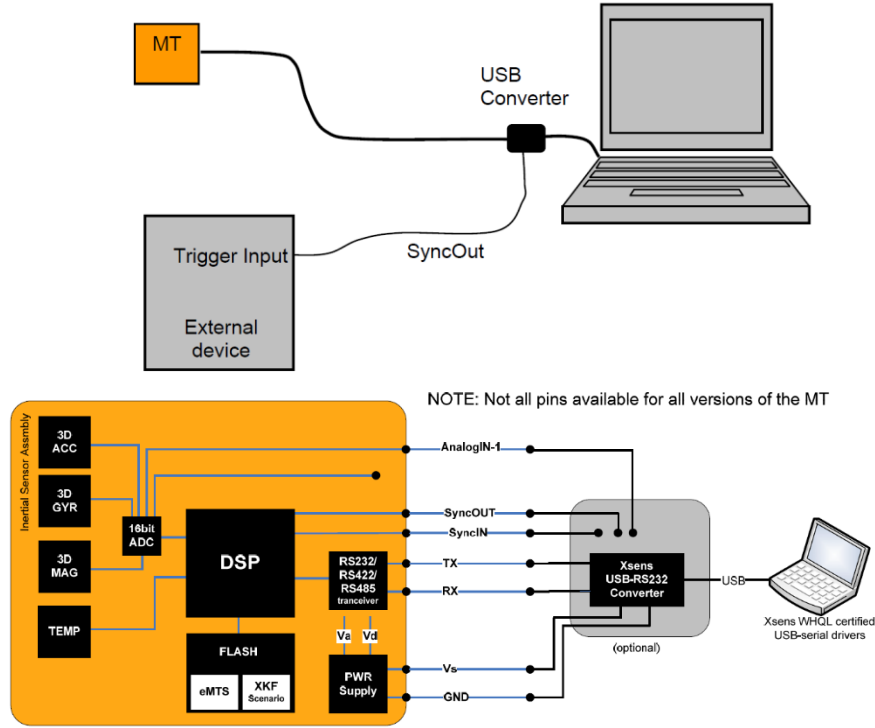 MT
USB
Converter
Trigger Input
SyncOut
External
device
NOTE: Not all pins available for all versions of the MT
Inertial Sensor Assmbly
3D
ACC
3D
GYR
3D
MAG
TEMP
16bit
ADC
DSP
FLASH
eMTS
XKF
Scenario
RS232/
RS422/
RS485
tranceiver
Va
Vd
PWR
Supply
AnalogIN-1
SyncOUT
SyncIN
TX
RX
Vs
GND
Xsens
USB-RS232
Converter
(optional)
USB
Xsens WHQL certified
USB-serial drivers